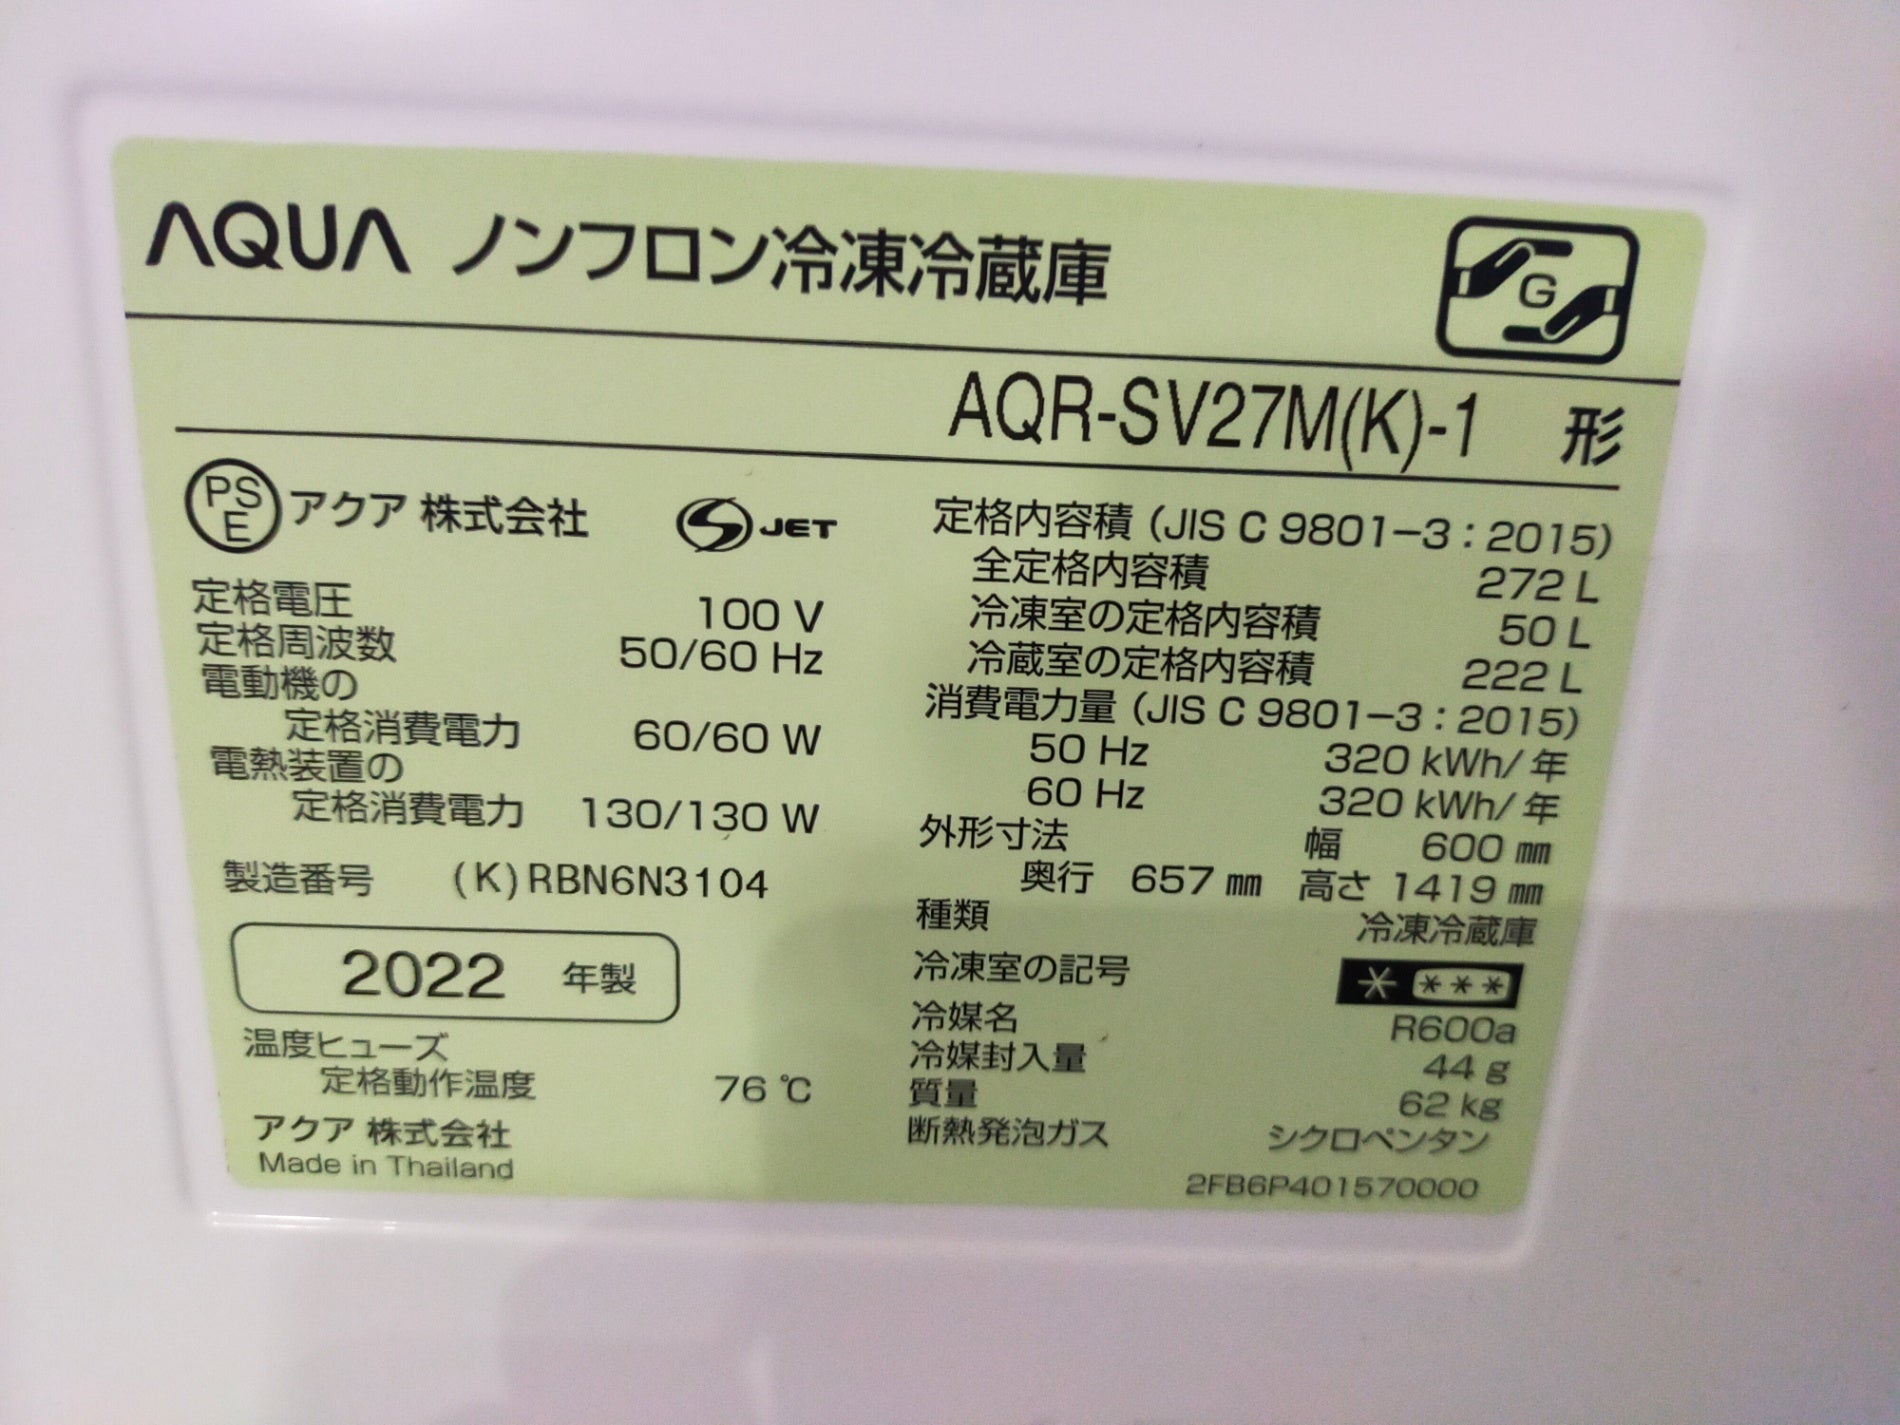 AQUA ノンフロン冷凍冷蔵庫
G
AQR-SV27M(K)-1 形
PS
E
アクア 株式会社
S JET
定格電圧 100 V
定格周波数 50/60 Hz
電動機の
定格消費電力 60/60 W
電熱装置の
定格消費電力 130/130 W
製造番号 (K)RBN6N3104
2022 年製
温度ヒューズ
定格動作温度 76 ℃
アクア 株式会社
Made in Thailand
定格内容積 (JIS C 9801-3:2015)
全定格内容積 272 L
冷凍室の定格内容積 50 L
冷蔵室の定格内容積 222 L
消費電力量 (JIS C 9801-3:2015)
50 Hz 320 kWh/年
60 Hz 320 kWh/年
外形寸法 幅 600 ㎜
奥行 657 ㎜ 高さ 1419 ㎜
種類 冷凍冷蔵庫
冷凍室の記号 * ***
冷媒名 R600a
冷媒封入量 44 g
質量 62 kg
断熱発泡ガス シクロペンタン
2FB6P401570000